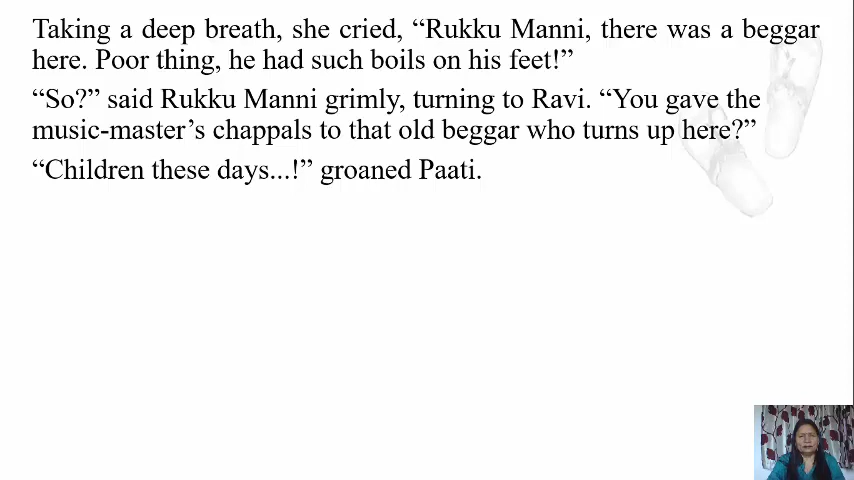 Taking a deep breath, she cried, “Rukku Manni, there was a beggar
here. Poor thing, he had such boils on his feet!”
“So?” said Rukku Manni grimly, turning to Ravi. “You gave the
music-master’s chappals to that old beggar who turns up here?”
“Children these days...!” groaned Paati.